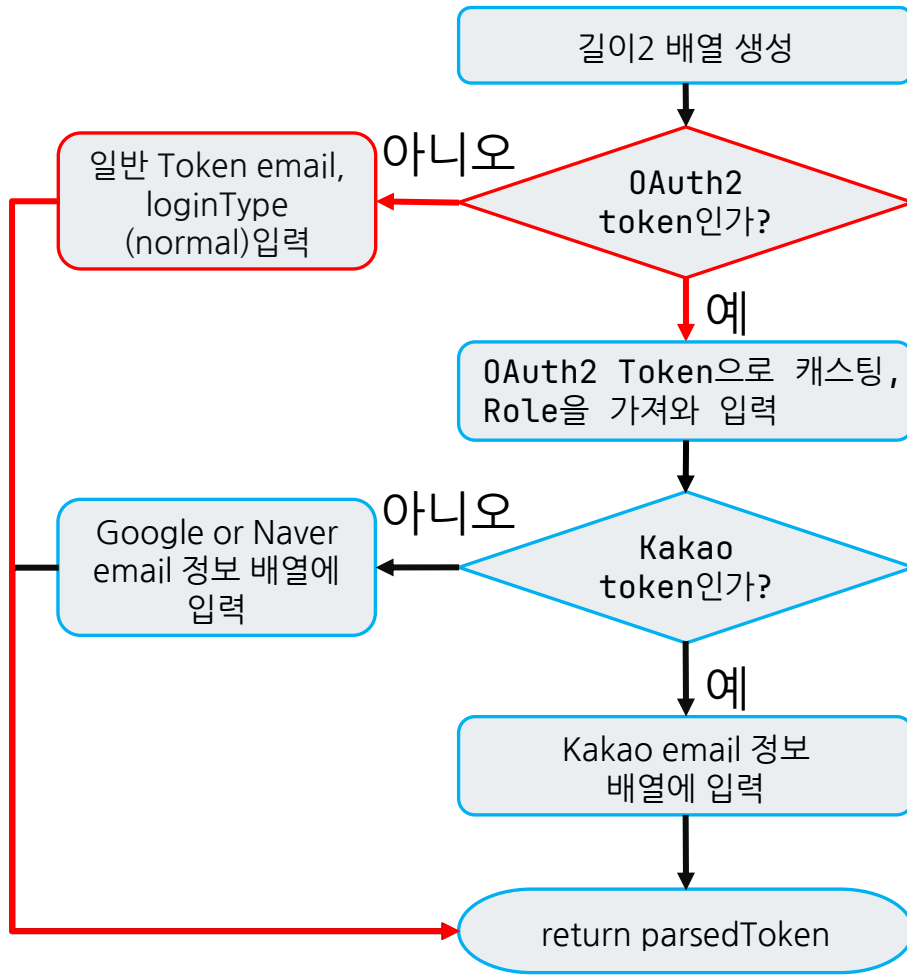 길이2 배열 생성
아니오
일반 Token email,
loginType
(normal)입력
OAuth2
token인가?
예
OAuth2 Token으로 캐스팅,
Role을 가져와 입력
아니오
Google or Naver
email 정보 배열에
입력
Kakao
token인가?
예
Kakao email 정보
배열에 입력
return parsedToken